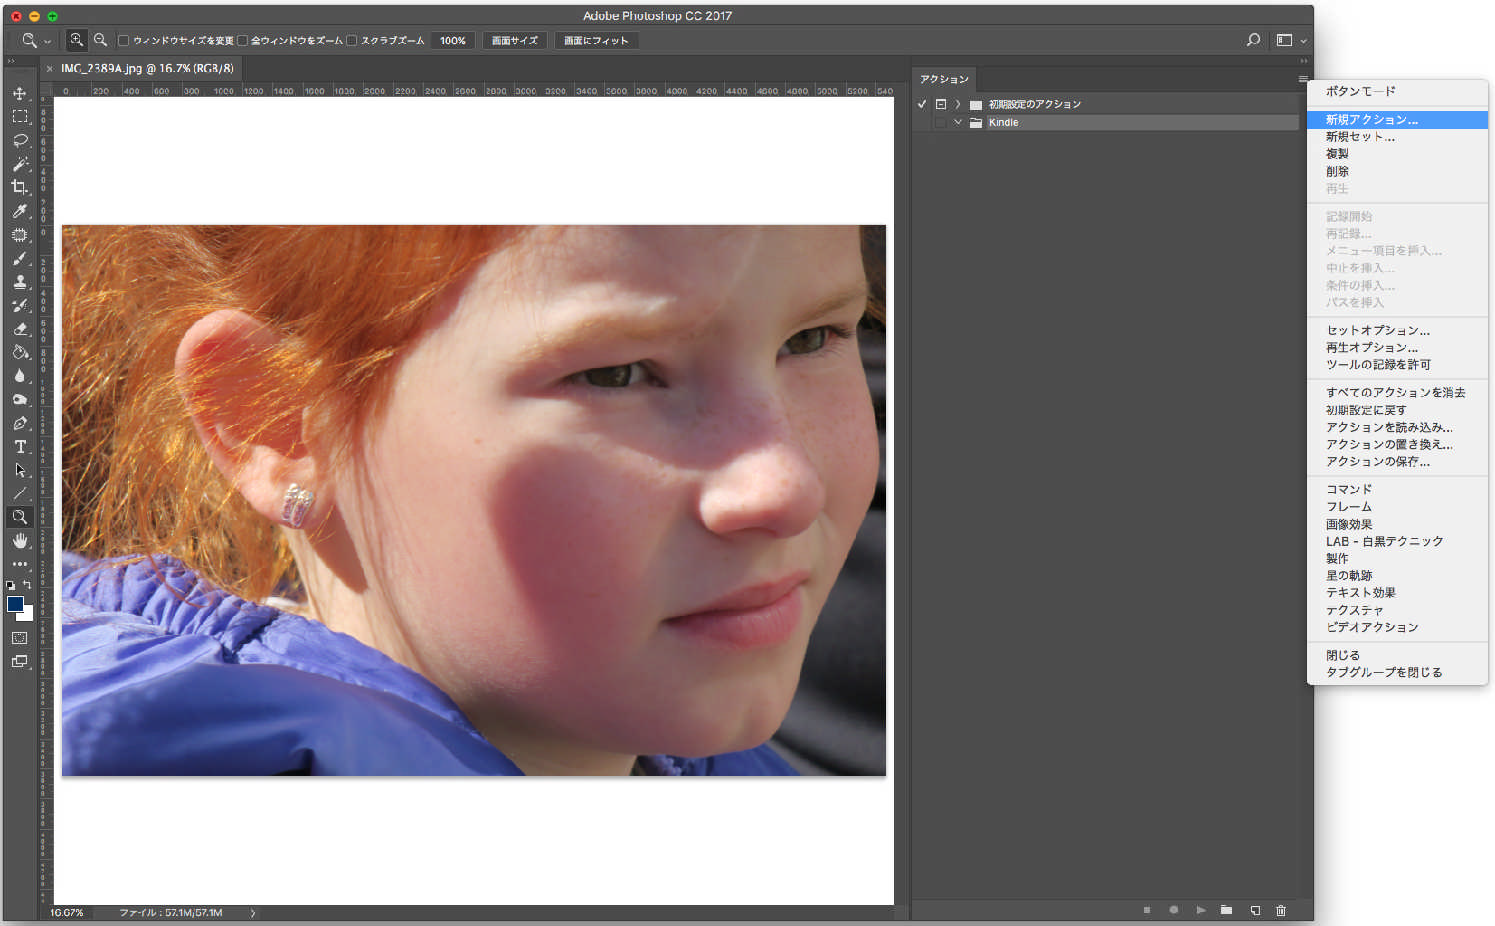 Adobe Photoshop CC 2017
ウィンドウサイズを変更 全ウィンドウをズーム スクラブズーム 100% 画面サイズ 画面にフィット
× IMG_2389A.jpg @ 16.7% (RGB/8)
0 200 400 600 800 1000 1200 1400 1600 1800 2000 2200 2400 2600 2800 3000 3200 3400 3600 3800 4000 4200 4400 4600 4800 5000 5200 540
アクション
初期設定のアクション
Kindle
ボタンモード
新規アクション...
新規セット...
複製
削除
再生
記録開始
再記録...
メニュー項目を挿入...
中止を挿入...
条件の挿入...
パスを挿入
セットオプション...
再生オプション...
ツールの記録を許可
すべてのアクションを消去
初期設定に戻す
アクションを読み込み...
アクションの置き換え...
アクションの保存...
コマンド
フレーム
画像効果
LAB - 白黒テクニック
製作
星の軌跡
テキスト効果
テクスチャ
ビデオアクション
閉じる
タブグループを閉じる
16.67% ファイル : 57.1M/57.1M